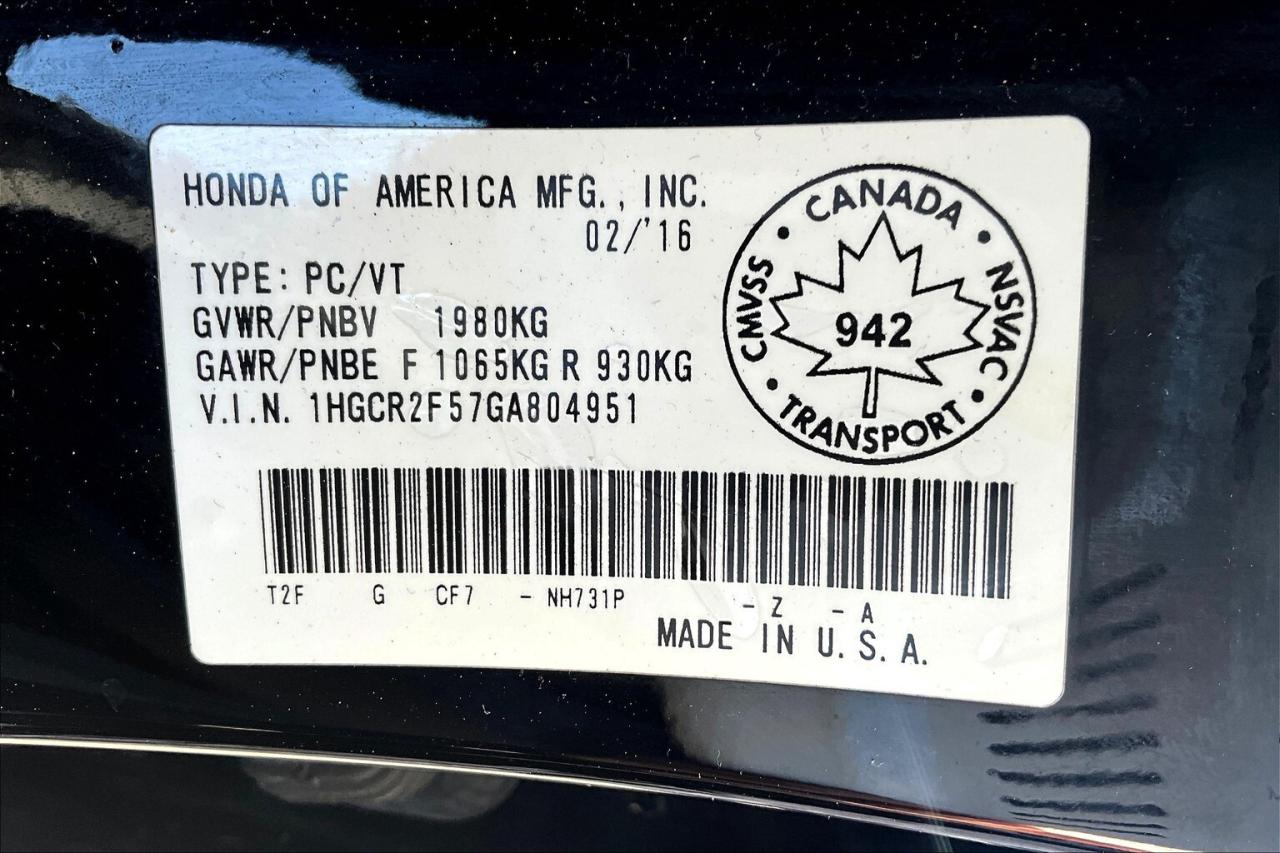 HONDA OF AMERICA MFG., INC.
02/'16
TYPE: PC/VT
GVWR/PNBV 1980KG
GAWR/PNBE F 1065KG R 930KG
V.I.N. 1HGCR2F57GA804951
CANADA
CMVSS
NSVAC
942
TRANSPORT
T2F G CF7 - NH731P - Z - A
MADE IN U.S.A.